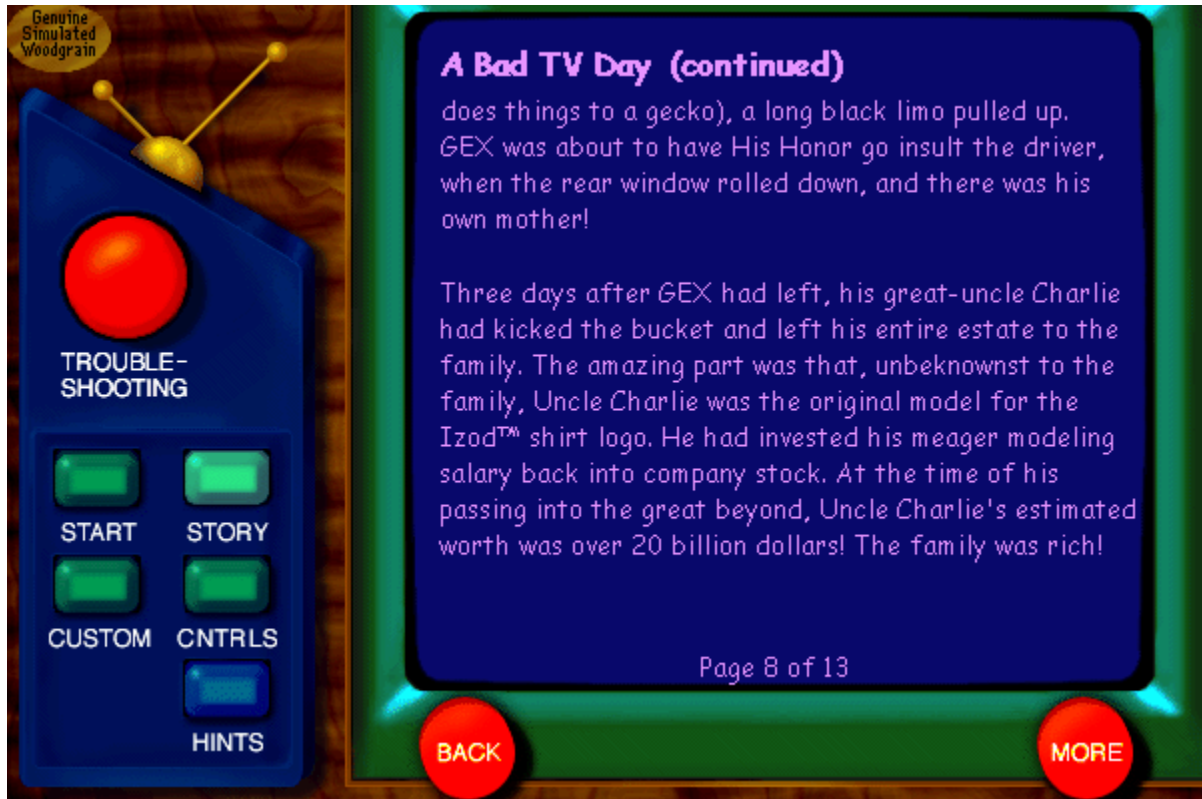 Genuine
Simulated
Woodgrain
TROUBLE-
SHOOTING
START
STORY
CUSTOM
CNTRLS
HINTS
A Bad TV Day (continued)
does things to a gecko), a long black limo pulled up.
GEX was about to have His Honor go insult the driver,
when the rear window rolled down, and there was his
own mother!
Three days after GEX had left, his great-uncle Charlie
had kicked the bucket and left his entire estate to the
family. The amazing part was that, unbeknownst to the
family, Uncle Charlie was the original model for the
Izod™ shirt logo. He had invested his meager modeling
salary back into company stock. At the time of his
passing into the great beyond, Uncle Charlie's estimated
worth was over 20 billion dollars! The family was rich!
Page 8 of 13
BACK
MORE